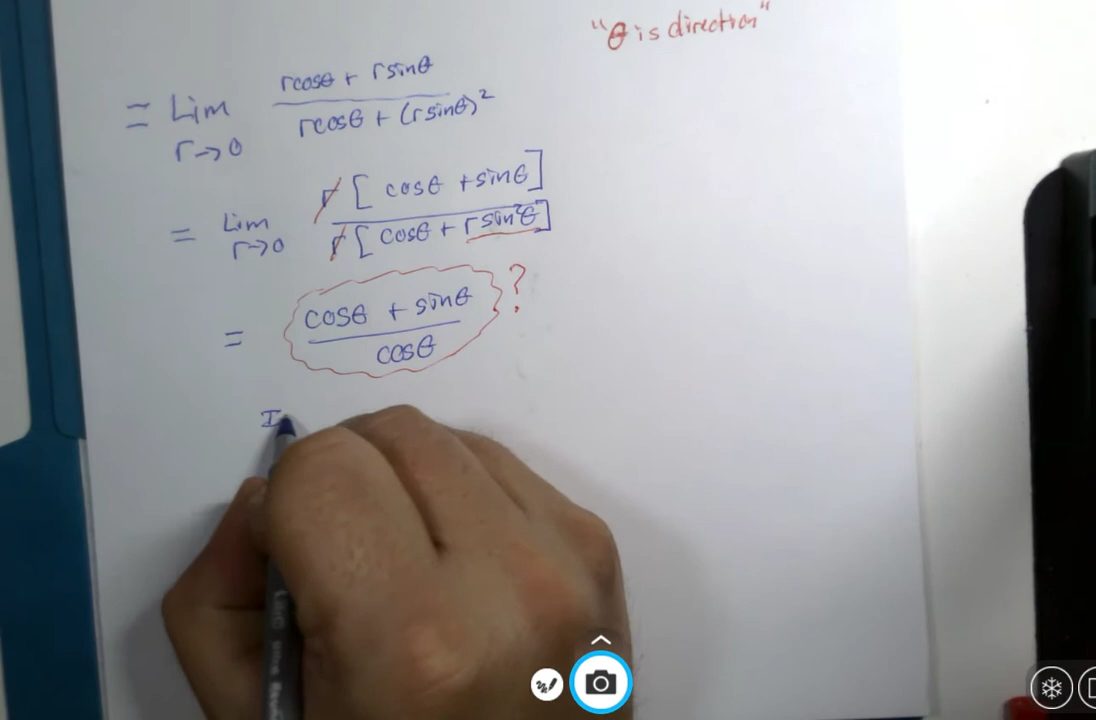 "θ is direction"
= Lim r→0 (rcosθ + rsinθ) / (rcosθ + (rsinθ)²)
= Lim r→0 r[cosθ + sinθ] / r[cosθ + rsin²θ]
= (cosθ + sinθ) / cosθ ?
I